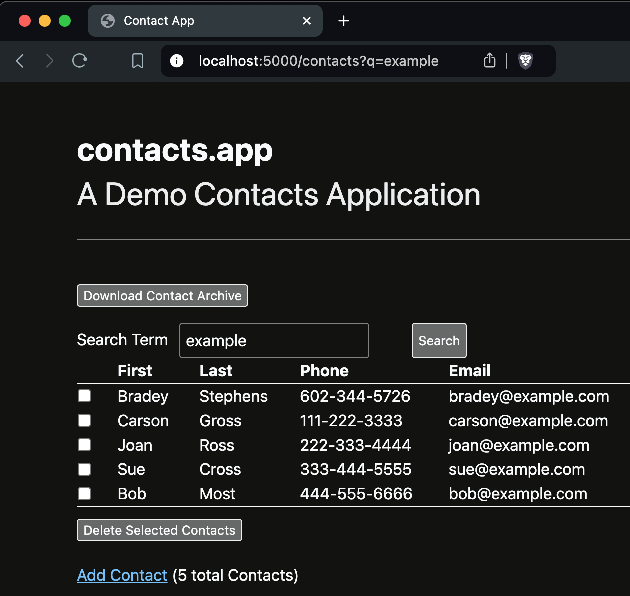 Contact App
localhost:5000/contacts?q=example
contacts.app
A Demo Contacts Application
Download Contact Archive
Search Term example Search
First Last Phone Email
Bradey Stephens 602-344-5726 bradey@example.com
Carson Gross 111-222-3333 carson@example.com
Joan Ross 222-333-4444 joan@example.com
Sue Cross 333-444-5555 sue@example.com
Bob Most 444-555-6666 bob@example.com
Delete Selected Contacts
Add Contact (5 total Contacts)